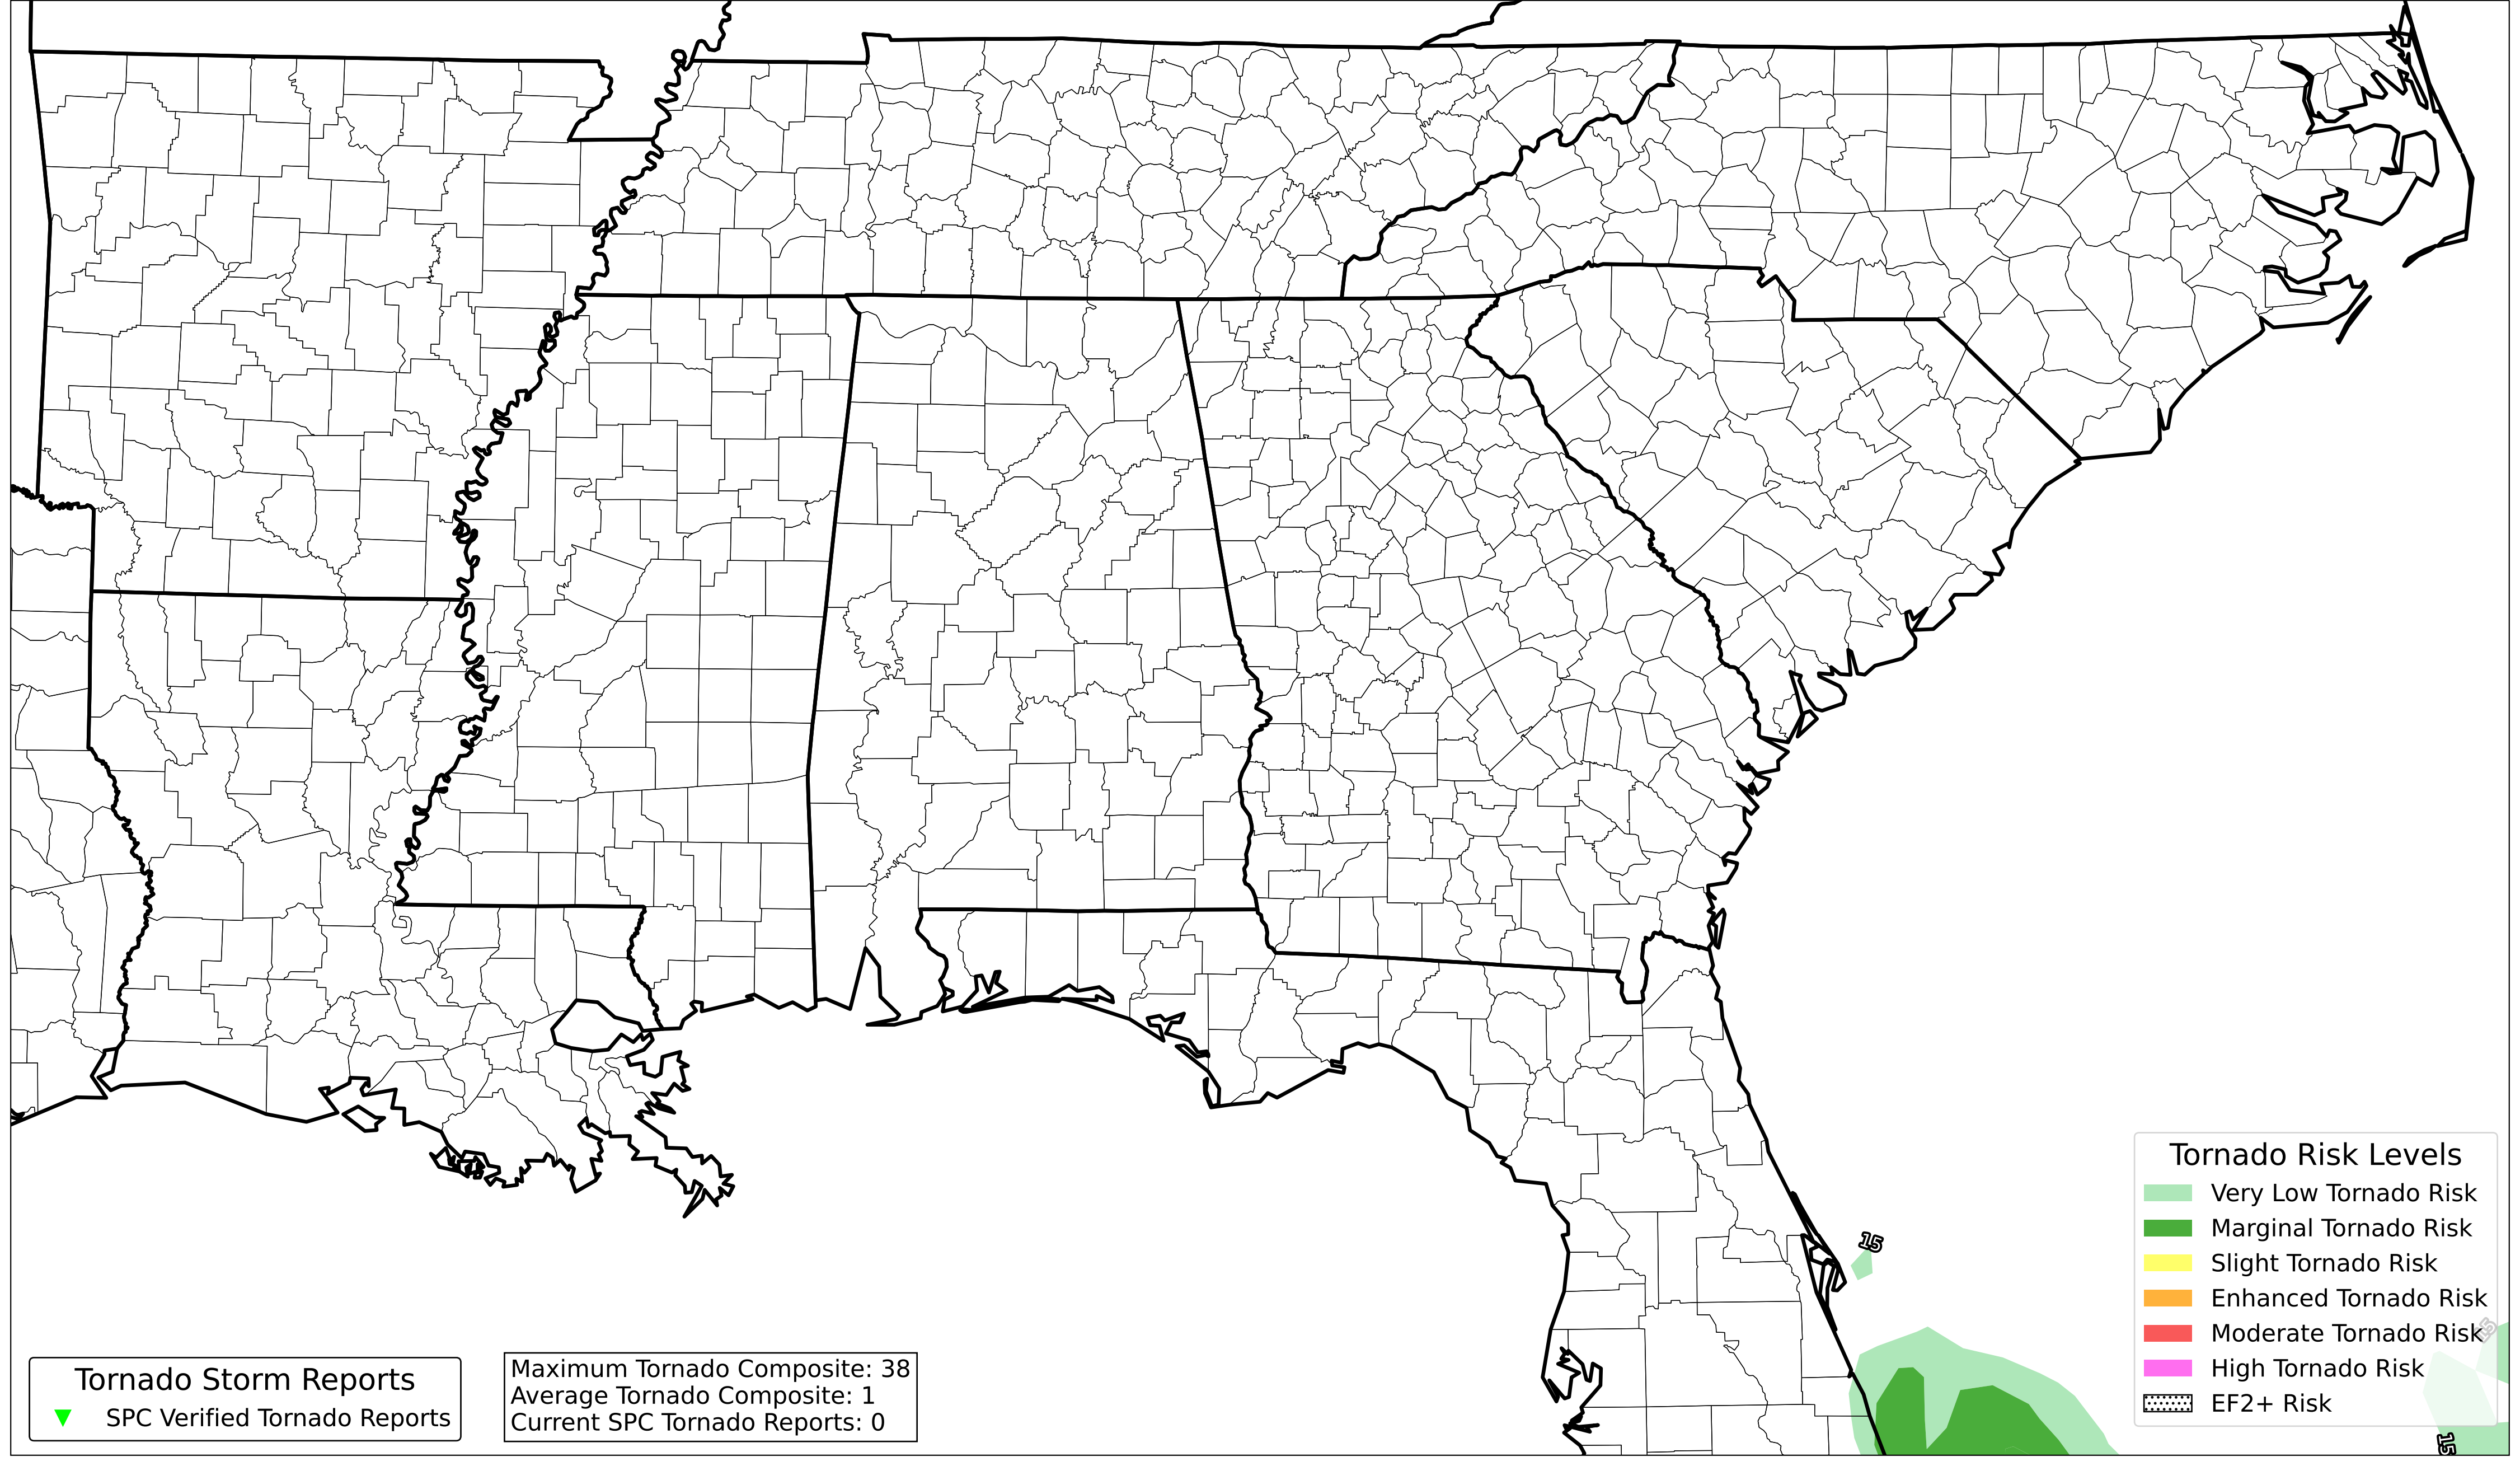 15
Tornado Risk Levels
Very Low Tornado Risk
Marginal Tornado Risk
Slight Tornado Risk
Enhanced Tornado Risk
Moderate Tornado Risk
High Tornado Risk
EF2+ Risk
15
15
Tornado Storm Reports
SPC Verified Tornado Reports
Maximum Tornado Composite: 38
Average Tornado Composite: 1
Current SPC Tornado Reports: 0